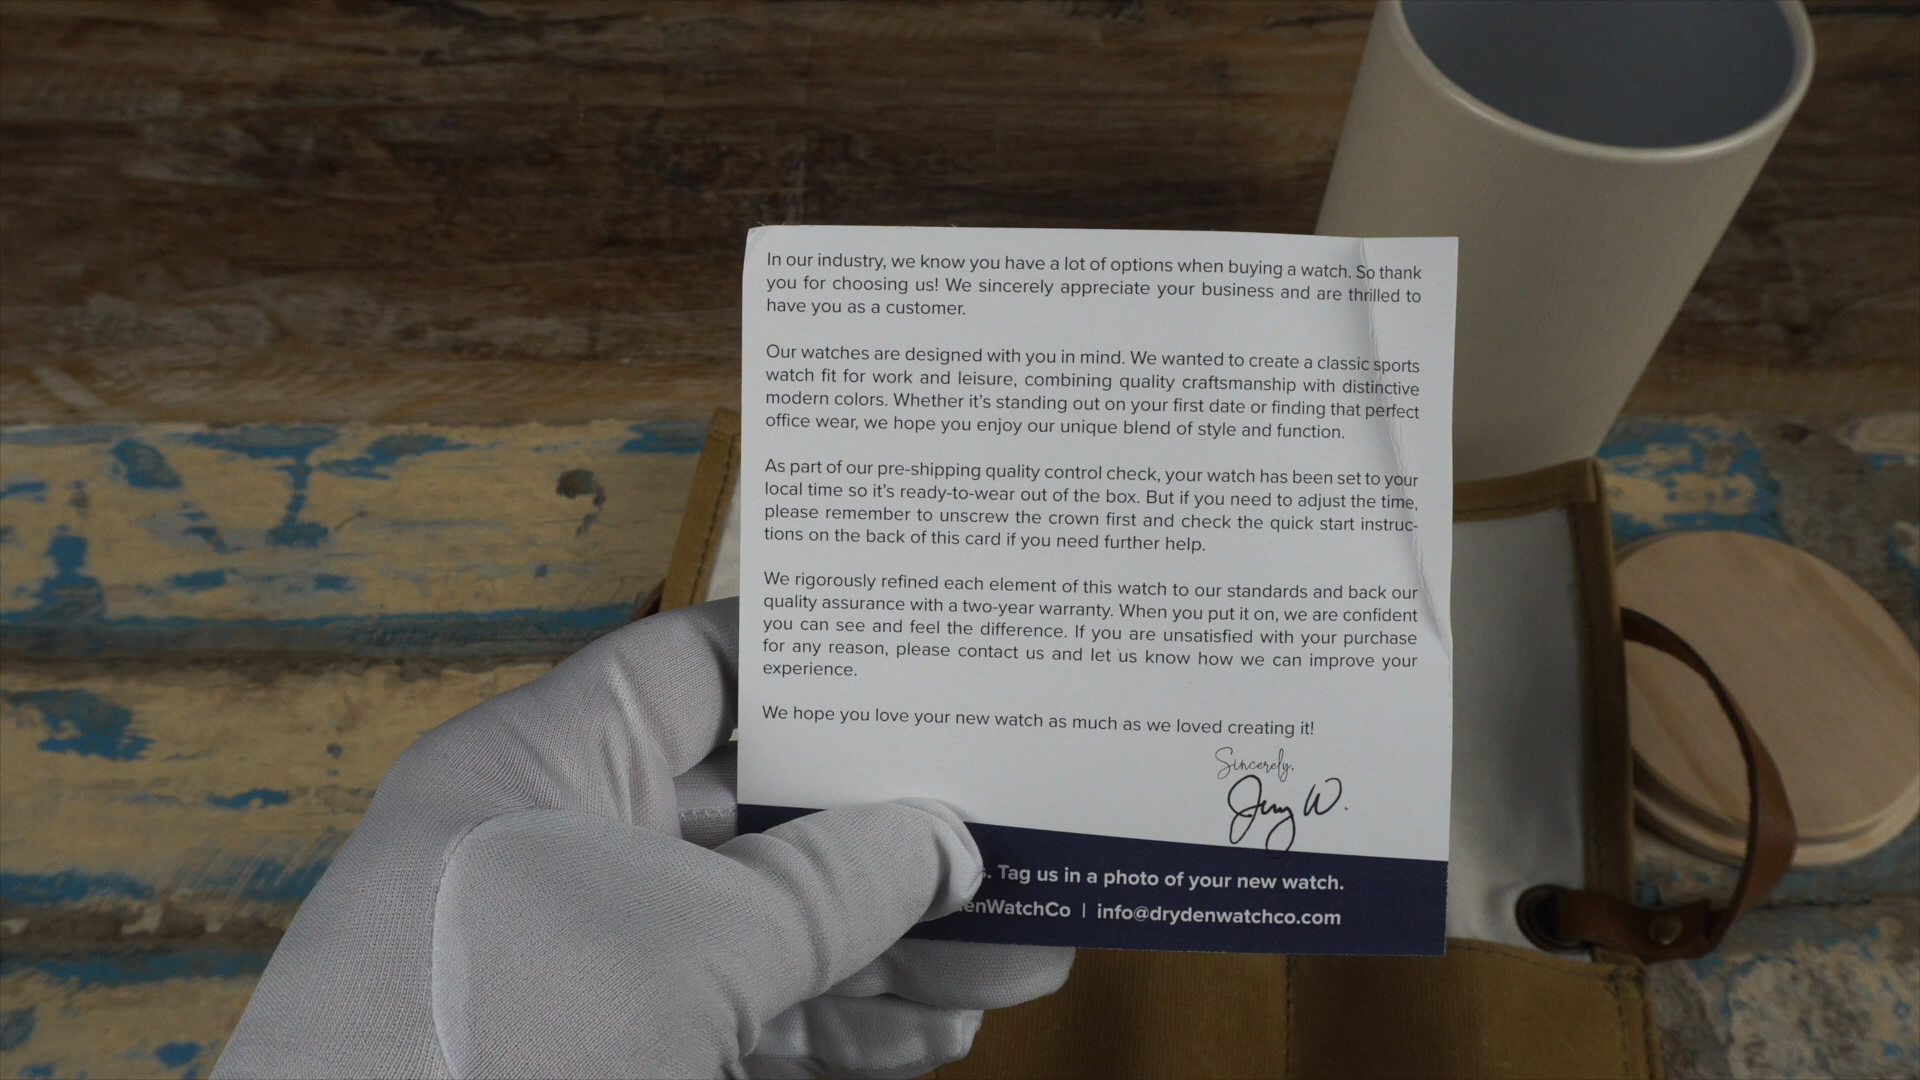 In our industry, we know you have a lot of options when buying a watch. So thank
you for choosing us! We sincerely appreciate your business and are thrilled to
have you as a customer.
Our watches are designed with you in mind. We wanted to create a classic sports
watch fit for work and leisure, combining quality craftsmanship with distinctive
modern colors. Whether it's standing out on your first date or finding that perfect
office wear, we hope you enjoy our unique blend of style and function.
As part of our pre-shipping quality control check, your watch has been set to your
local time so it's ready-to-wear out of the box. But if you need to adjust the time,
please remember to unscrew the crown first and check the quick start instruc-
tions on the back of this card if you need further help.
We rigorously refined each element of this watch to our standards and back our
quality assurance with a two-year warranty. When you put it on, we are confident
you can see and feel the difference. If you are unsatisfied with your purchase
for any reason, please contact us and let us know how we can improve your
experience.
We hope you love your new watch as much as we loved creating it!
Sincerely,
Jerry W.
Tag us in a photo of your new watch.
enWatchCo | info@drydenwatchco.com